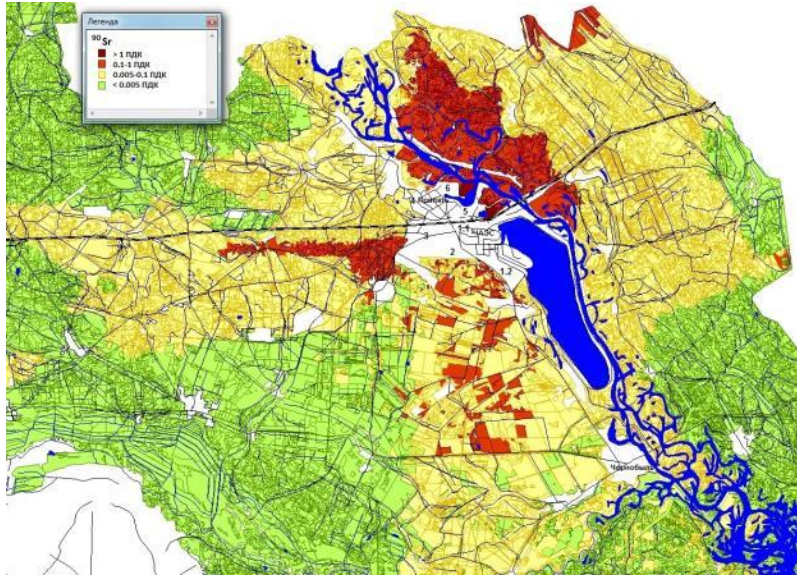 Легенда
⁹⁰Sr
> 1 ПДК
0.1-1 ПДК
0.005-0.1 ПДК
< 0.005 ПДК
6
5
ЧАЭС
3
2
1.2
Чернобыль